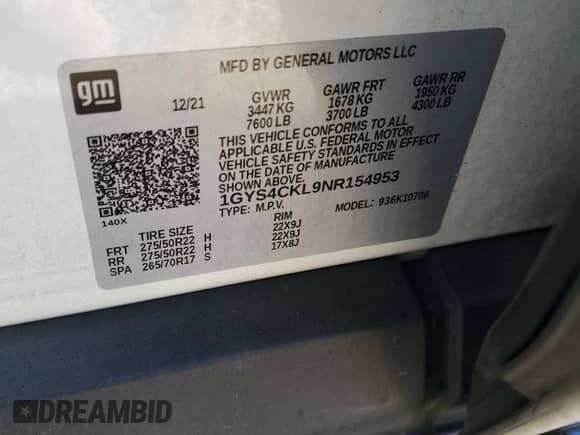 MFD BY GENERAL MOTORS LLC
gm
12/21
GVWR GAWR FRT GAWR RR
3447 KG 1678 KG 1950 KG
7600 LB 3700 LB 4300 LB
THIS VEHICLE CONFORMS TO ALL
APPLICABLE U.S. FEDERAL MOTOR
VEHICLE SAFETY STANDARDS IN EFFECT
ON THE DATE OF MANUFACTURE
SHOWN ABOVE.
1GYS4CKL9NR154953
TYPE: M.P.V. MODEL: 936K10706
140X
TIRE SIZE RIM
FRT 275/50R22 H 22X9J
RR 275/50R22 H 22X9J
SPA 265/70R17 S 17X8J
DREAMBID